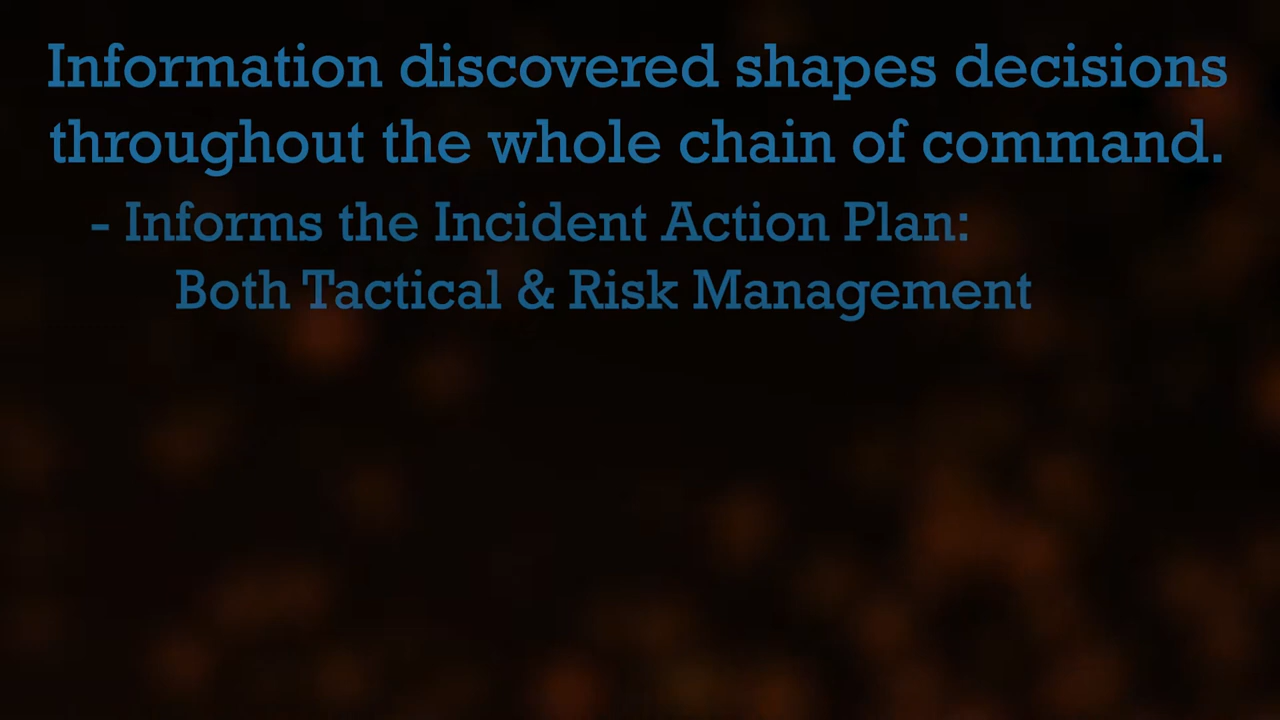 Information discovered shapes decisions
throughout the whole chain of command.
- Informs the Incident Action Plan:
Both Tactical & Risk Management